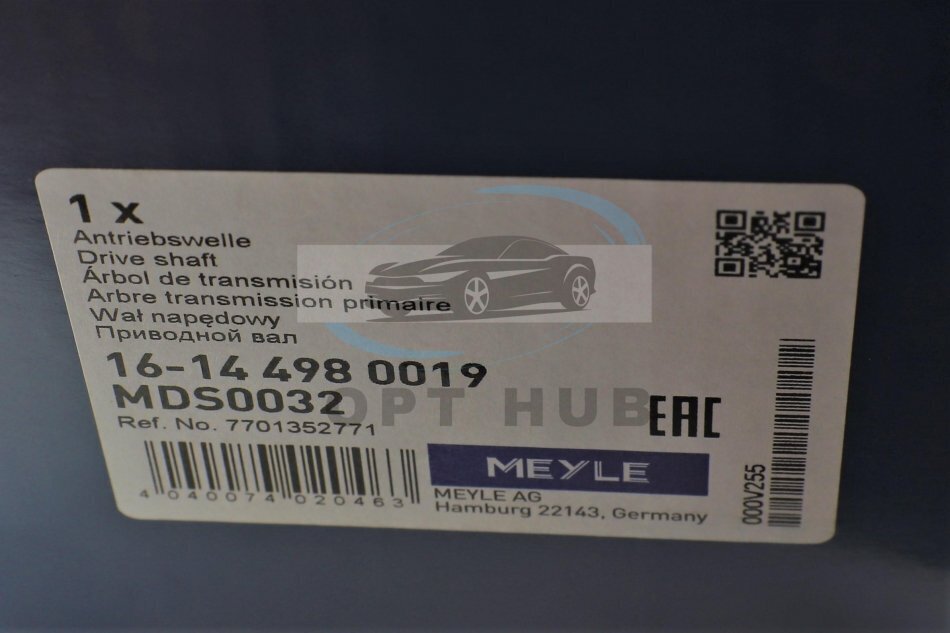 1 x
Antriebswelle
Drive shaft
Árbol de transmisión
Arbre transmission primaire
Wał napędowy
Приводной вал
16-14 498 0019
MDS0032
OPT HUB
EAC
Ref. No. 7701352771
MEYLE
4 040074 020463
MEYLE AG
Hamburg 22143, Germany
000V255